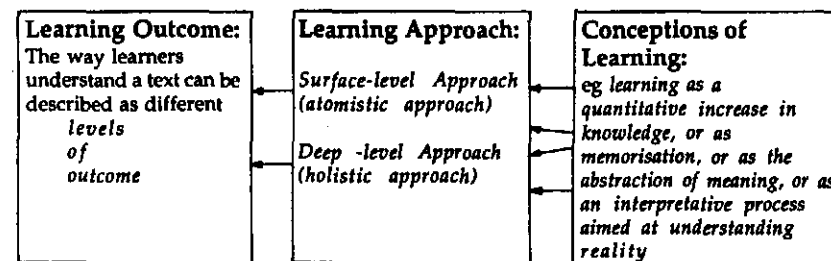 Learning Outcome:
The way learners
understand a text can be
described as different
levels
of
outcome
Learning Approach:
Surface-level Approach
(atomistic approach)
Deep -level Approach
(holistic approach)
Conceptions of
Learning:
eg learning as a
quantitative increase in
knowledge, or as
memorisation, or as the
abstraction of meaning, or as
an interpretative process
aimed at understanding
reality